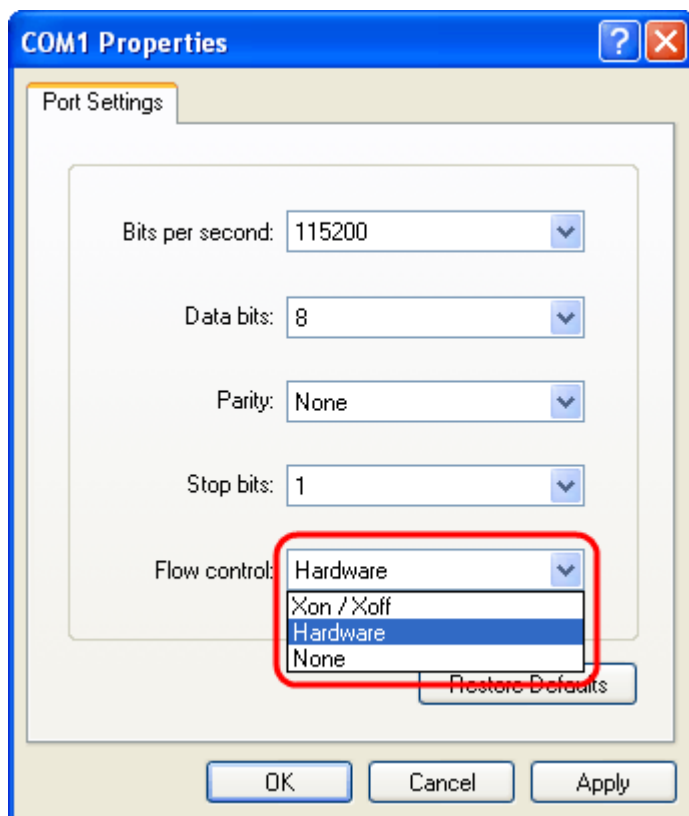 COM1 Properties
Port Settings
Bits per second: 115200
Data bits: 8
Parity: None
Stop bits: 1
Flow control: Hardware
Xon / Xoff
Hardware
None
Restore Defaults
OK Cancel Apply